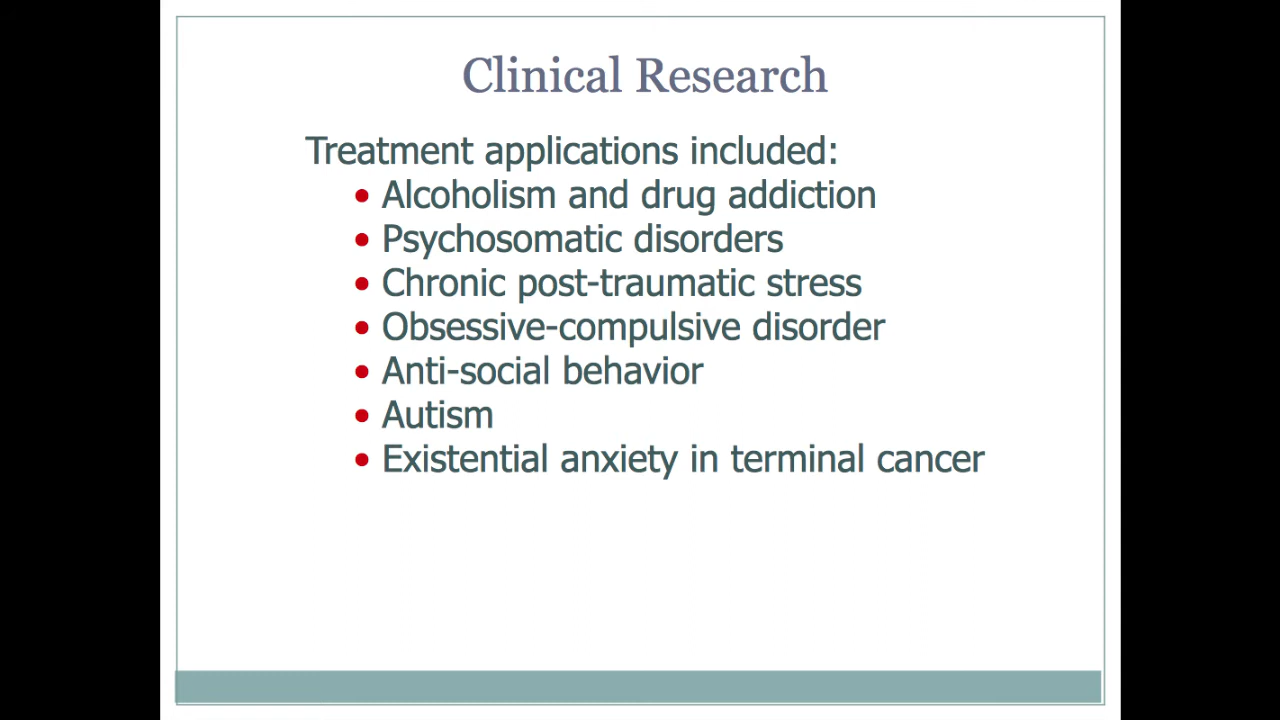 Clinical Research
Treatment applications included:
• Alcoholism and drug addiction
• Psychosomatic disorders
• Chronic post-traumatic stress
• Obsessive-compulsive disorder
• Anti-social behavior
• Autism
• Existential anxiety in terminal cancer